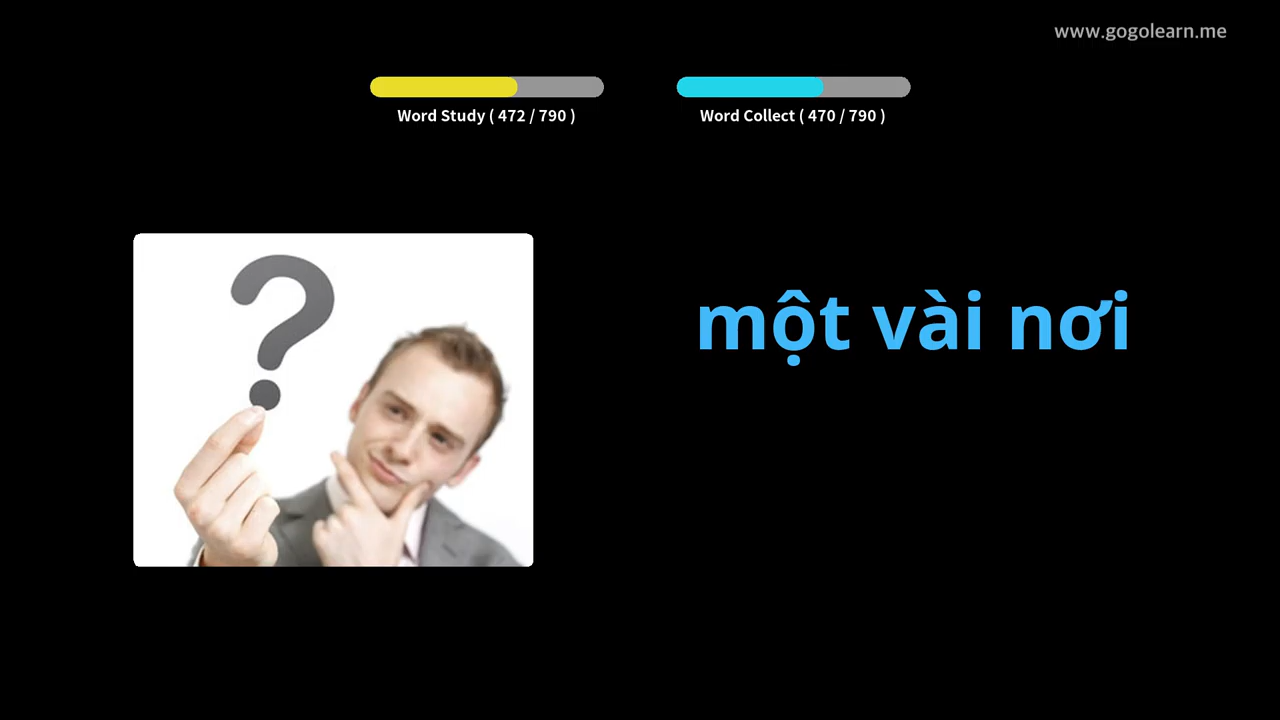 www.gogolearn.me
Word Study ( 472 / 790 )
Word Collect ( 470 / 790 )
một vài nơi
?